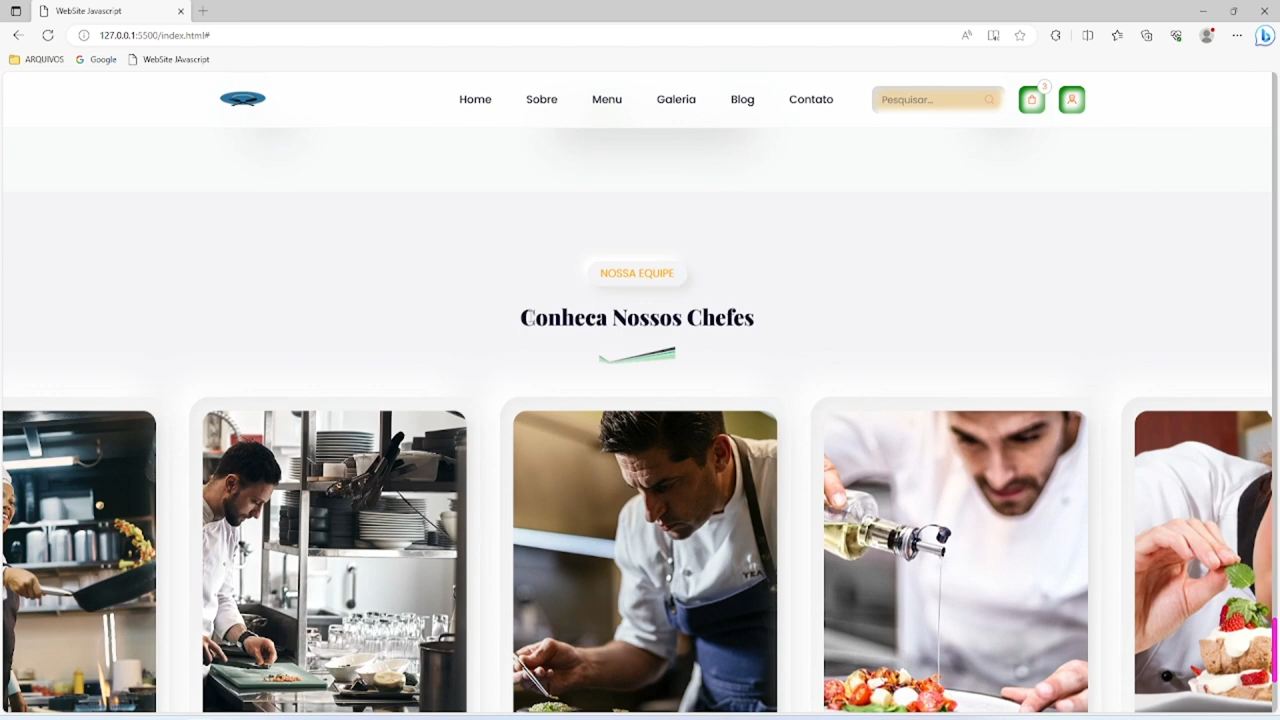 WebSite Javascript
127.0.0.1:5500/index.html#
ARQUIVOS Google WebSite JAvascript
Home Sobre Menu Galeria Blog Contato Pesquisar... 3
NOSSA EQUIPE
Conheca Nossos Chefes